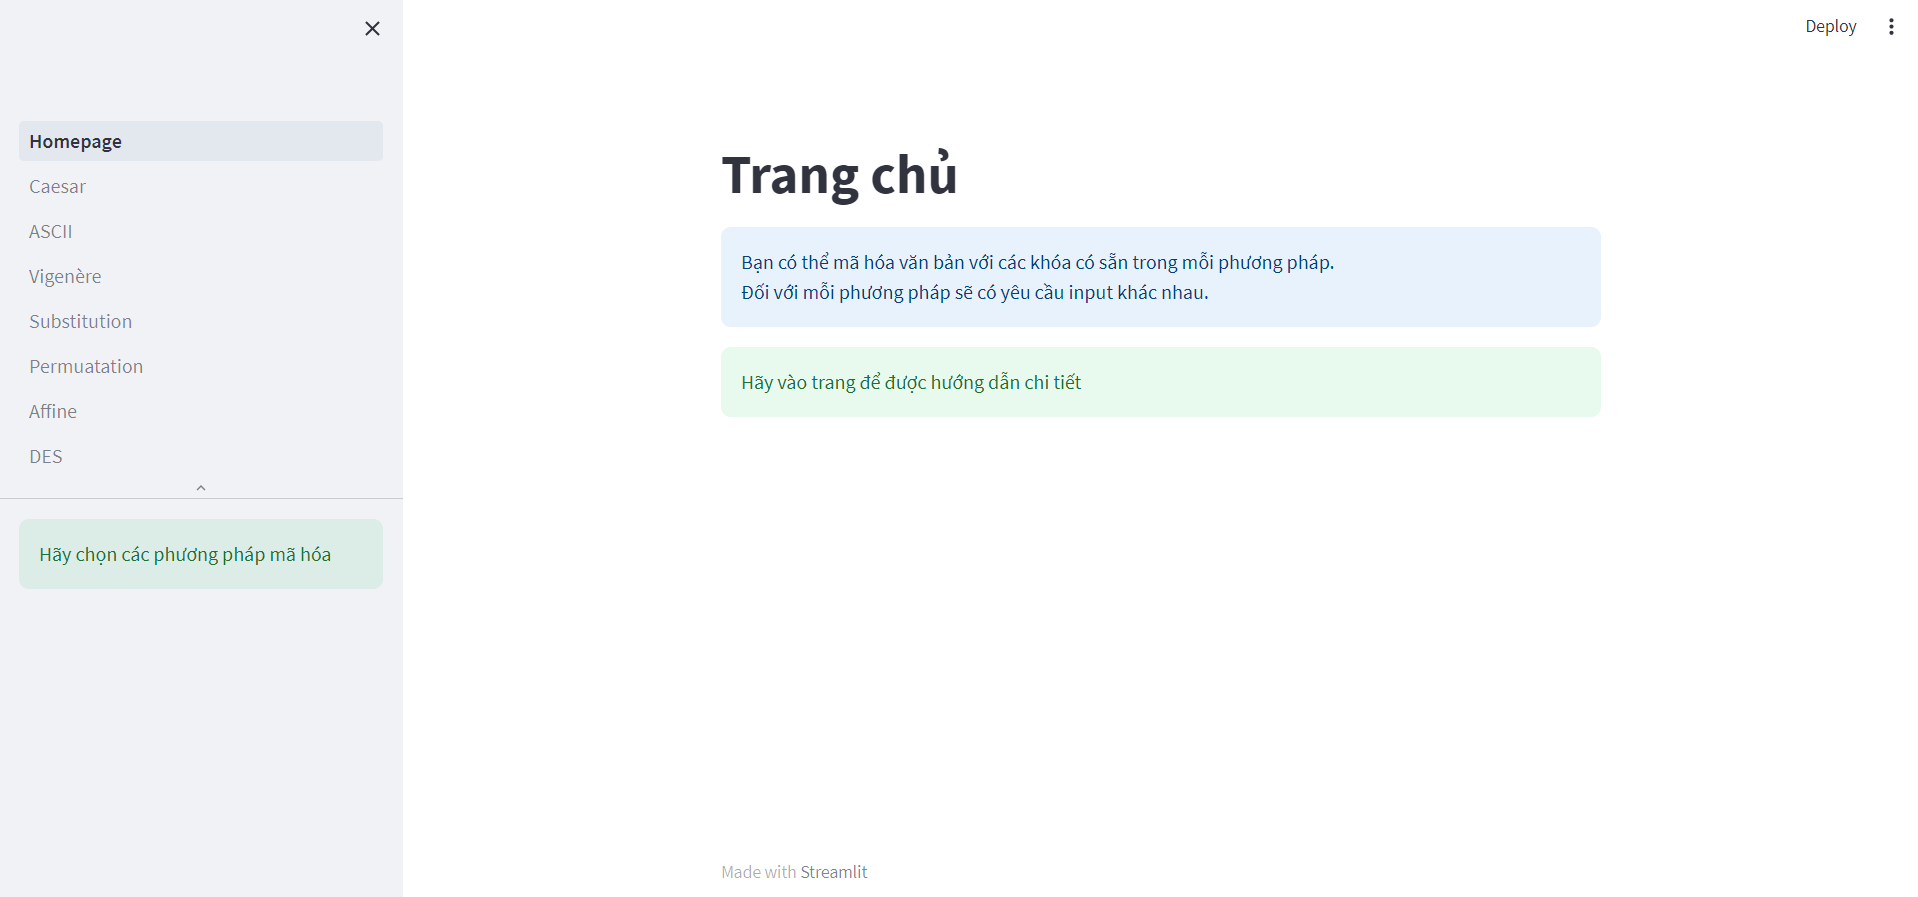 Deploy
Homepage
Caesar
ASCII
Vigenère
Substitution
Permuatation
Affine
DES
Hãy chọn các phương pháp mã hóa
Trang chủ
Bạn có thể mã hóa văn bản với các khóa có sẵn trong mỗi phương pháp.
Đối với mỗi phương pháp sẽ có yêu cầu input khác nhau.
Hãy vào trang để được hướng dẫn chi tiết
Made with Streamlit